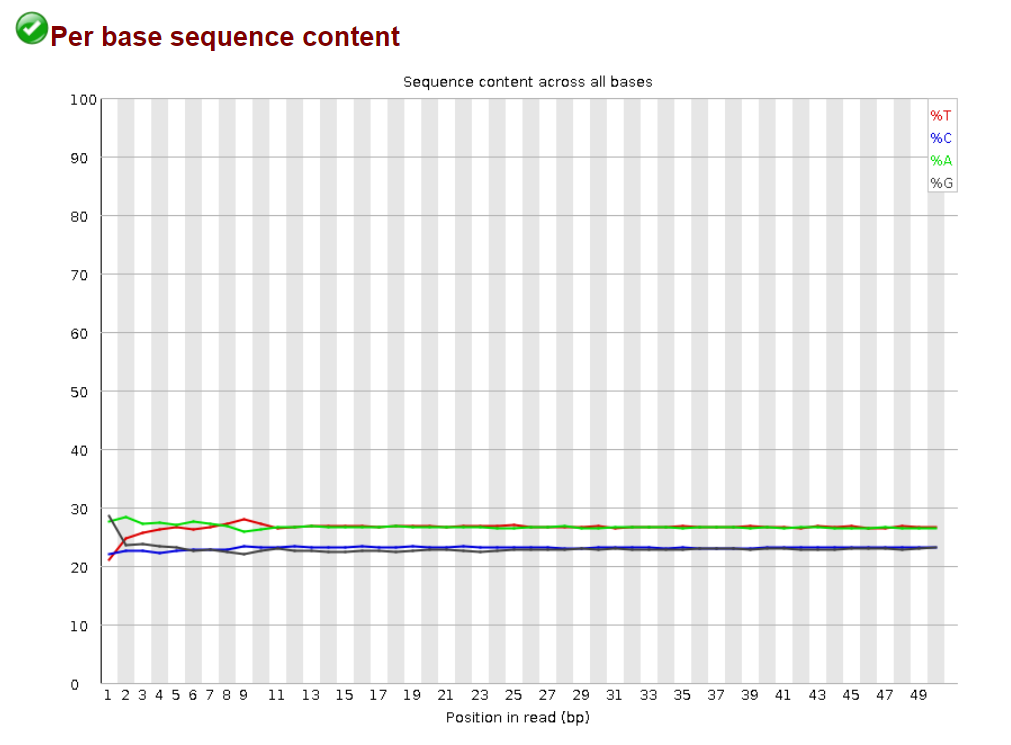 Per base sequence content
Sequence content across all bases
100
90
80
70
60
50
40
30
20
10
0
%T
%C
%A
%G
1 2 3 4 5 6 7 8 9 11 13 15 17 19 21 23 25 27 29 31 33 35 37 39 41 43 45 47 49
Position in read (bp)